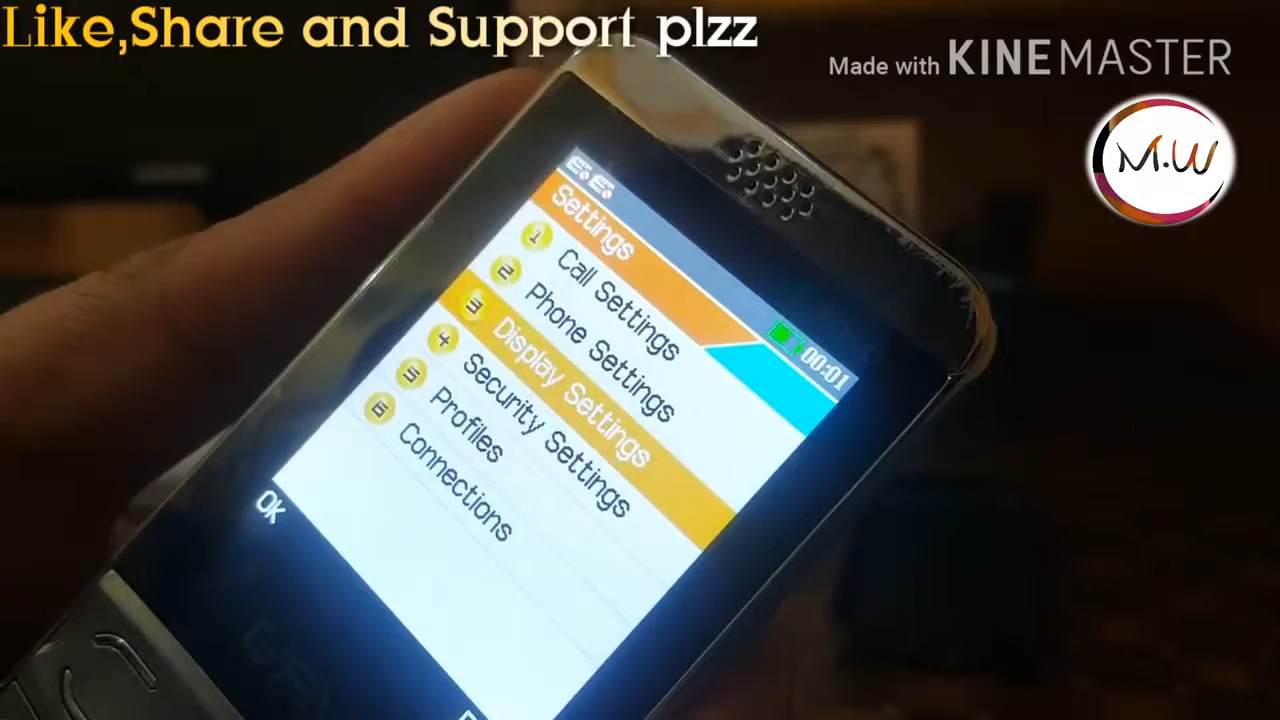 Like,Share and Support plzz
Made with KINEMASTER
M.W
00:01
Settings
1 Call Settings
2 Phone Settings
3 Display Settings
4 Security Settings
5 Profiles
6 Connections
Ok